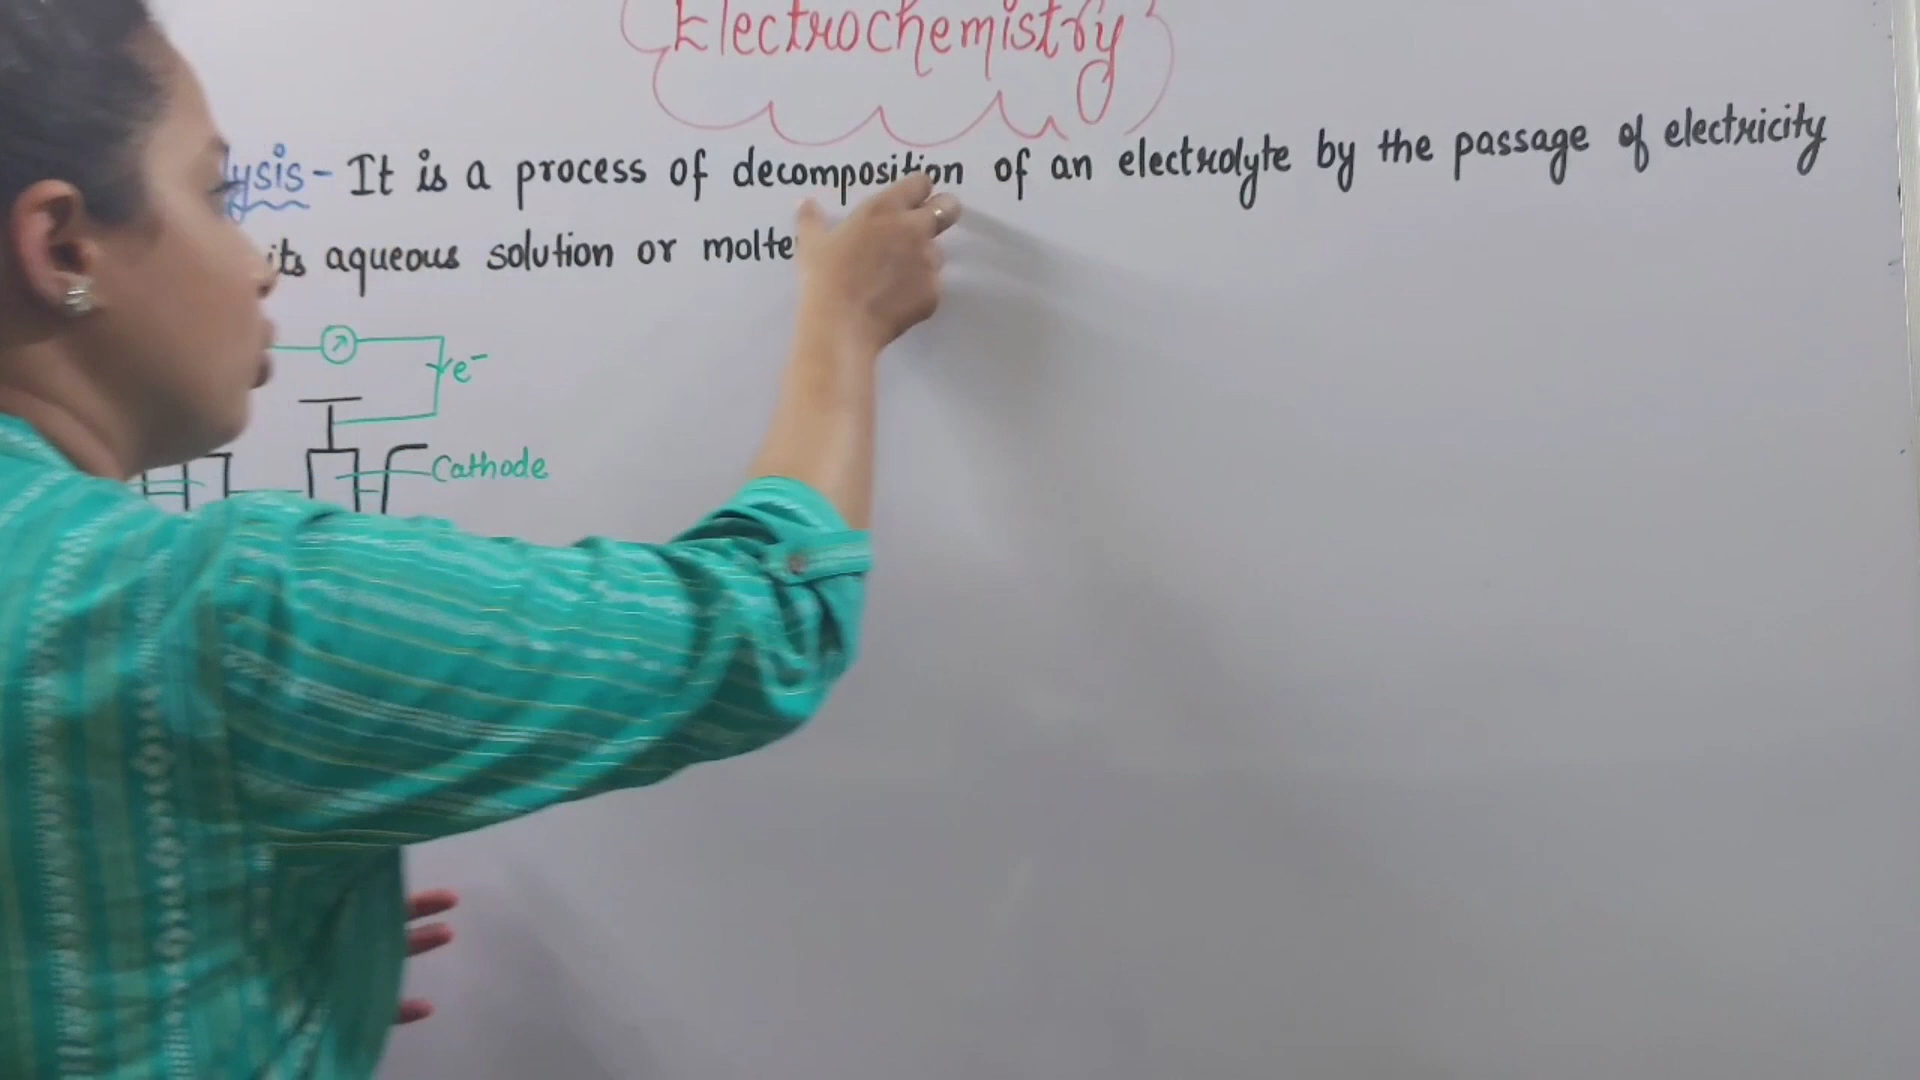 Electrochemistry
lysis - It is a process of decomposition of an electrolyte by the passage of electricity
its aqueous solution or molte
e⁻
Cathode